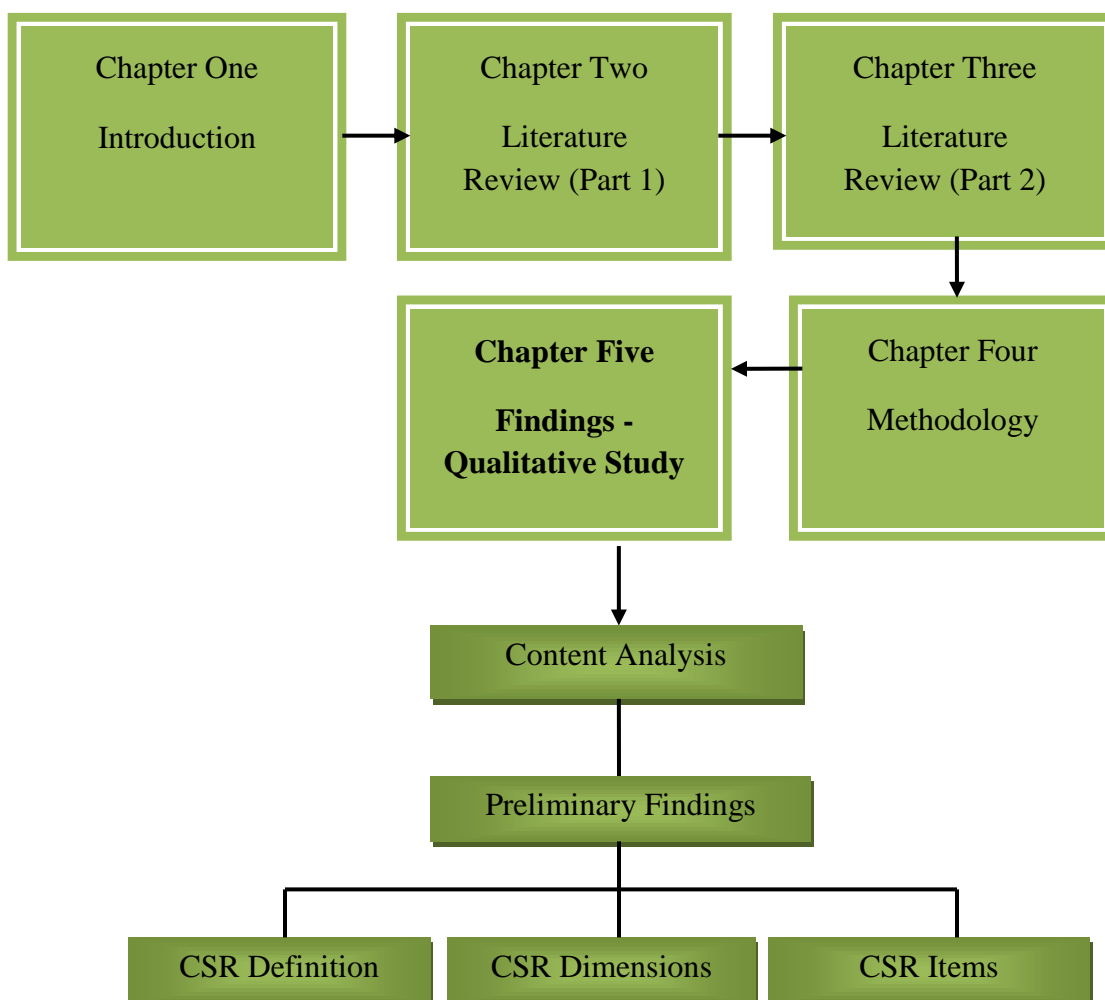 Chapter One
Introduction
Chapter Two
Literature
Review (Part 1)
Chapter Three
Literature
Review (Part 2)
Chapter Four
Methodology
Chapter Five
Findings -
Qualitative Study
Content Analysis
Preliminary Findings
CSR Definition
CSR Dimensions
CSR Items